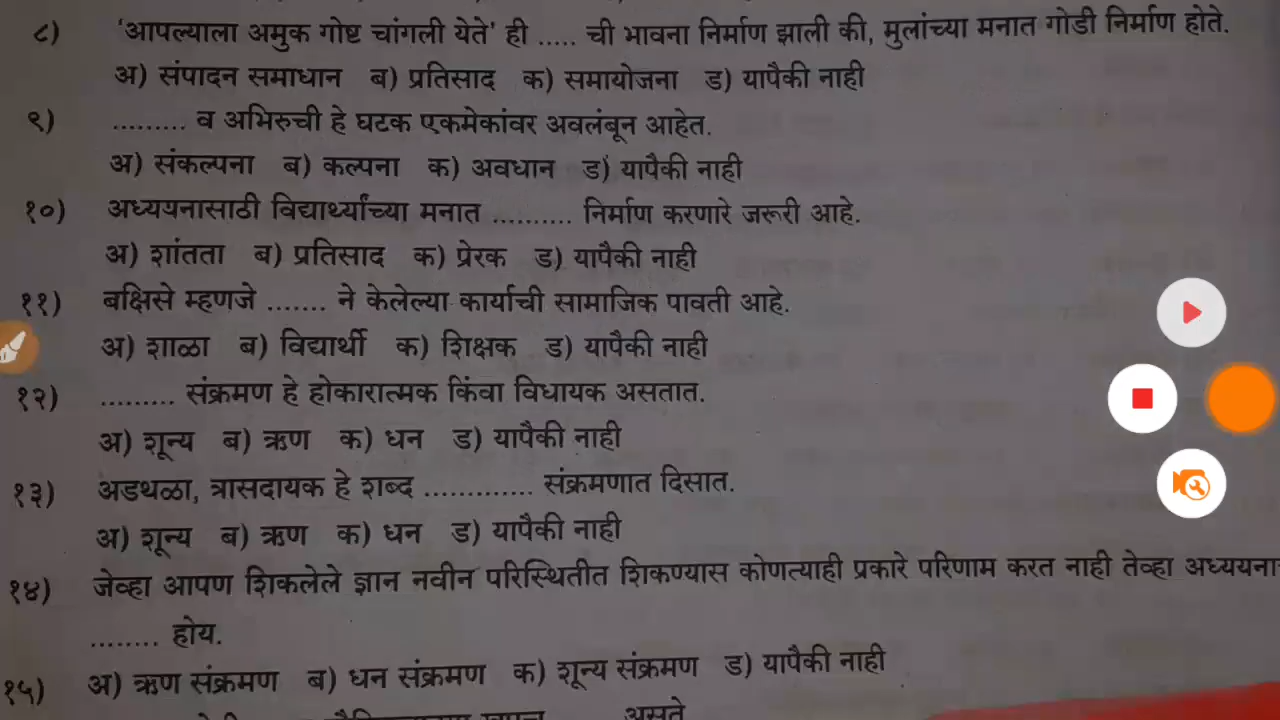 ८) 'आपल्याला अमुक गोष्ट चांगली येते' ही ..... ची भावना निर्माण झाली की, मुलांच्या मनात गोडी निर्माण होते.
अ) संपादन समाधान ब) प्रतिसाद क) समायोजना ड) यापैकी नाही
९) ......... व अभिरुची हे घटक एकमेकांवर अवलंबून आहेत.
अ) संकल्पना ब) कल्पना क) अवधान ड) यापैकी नाही
१०) अध्ययनासाठी विद्यार्थ्यांच्या मनात .......... निर्माण करणारे जरूरी आहे.
अ) शांतता ब) प्रतिसाद क) प्रेरक ड) यापैकी नाही
११) बक्षिसे म्हणजे ....... ने केलेल्या कार्याची सामाजिक पावती आहे.
अ) शाळा ब) विद्यार्थी क) शिक्षक ड) यापैकी नाही
१२) ......... संक्रमण हे होकारात्मक किंवा विधायक असतात.
अ) शून्य ब) ऋण क) धन ड) यापैकी नाही
१३) अडथळा, त्रासदायक हे शब्द ............. संक्रमणात दिसात.
अ) शून्य ब) ऋण क) धन ड) यापैकी नाही
१४) जेव्हा आपण शिकलेले ज्ञान नवीन परिस्थितीत शिकण्यास कोणत्याही प्रकारे परिणाम करत नाही तेव्हा अध्ययना
........ होय.
अ) ऋण संक्रमण ब) धन संक्रमण क) शून्य संक्रमण ड) यापैकी नाही
१५) असते